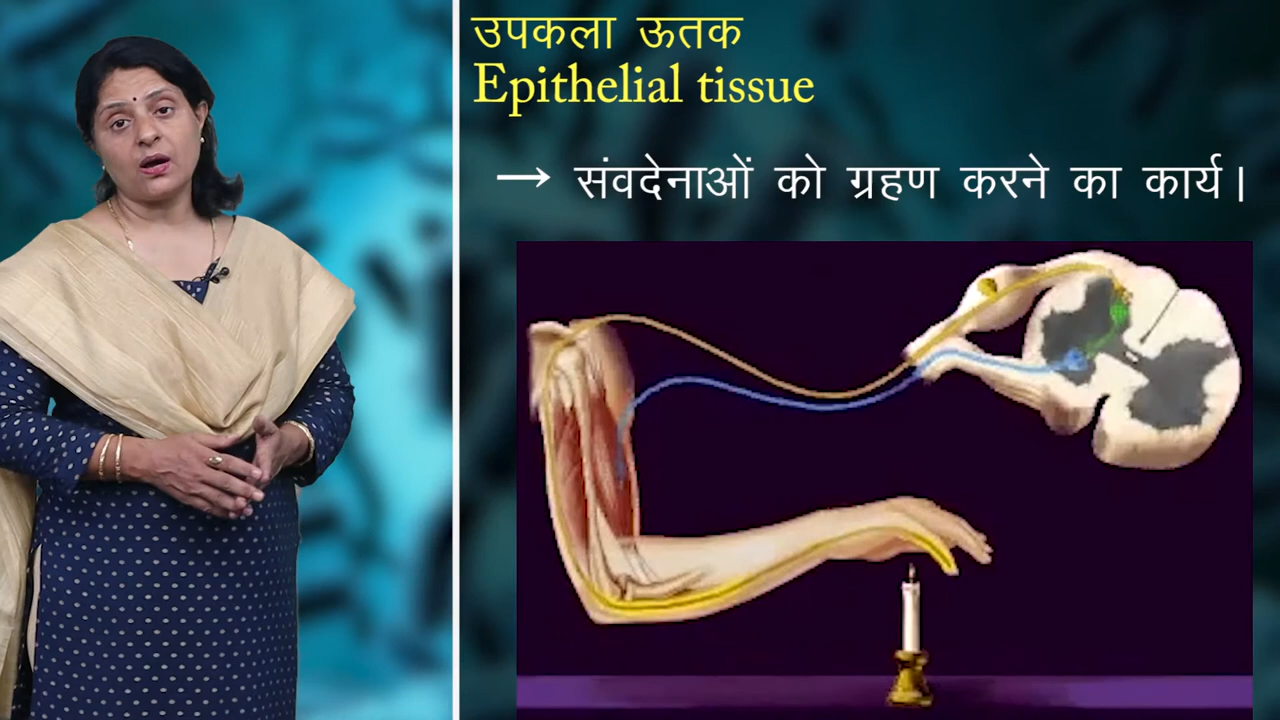 उपकला ऊतक
Epithelial tissue
→ संवदेनाओं को ग्रहण करने का कार्य।